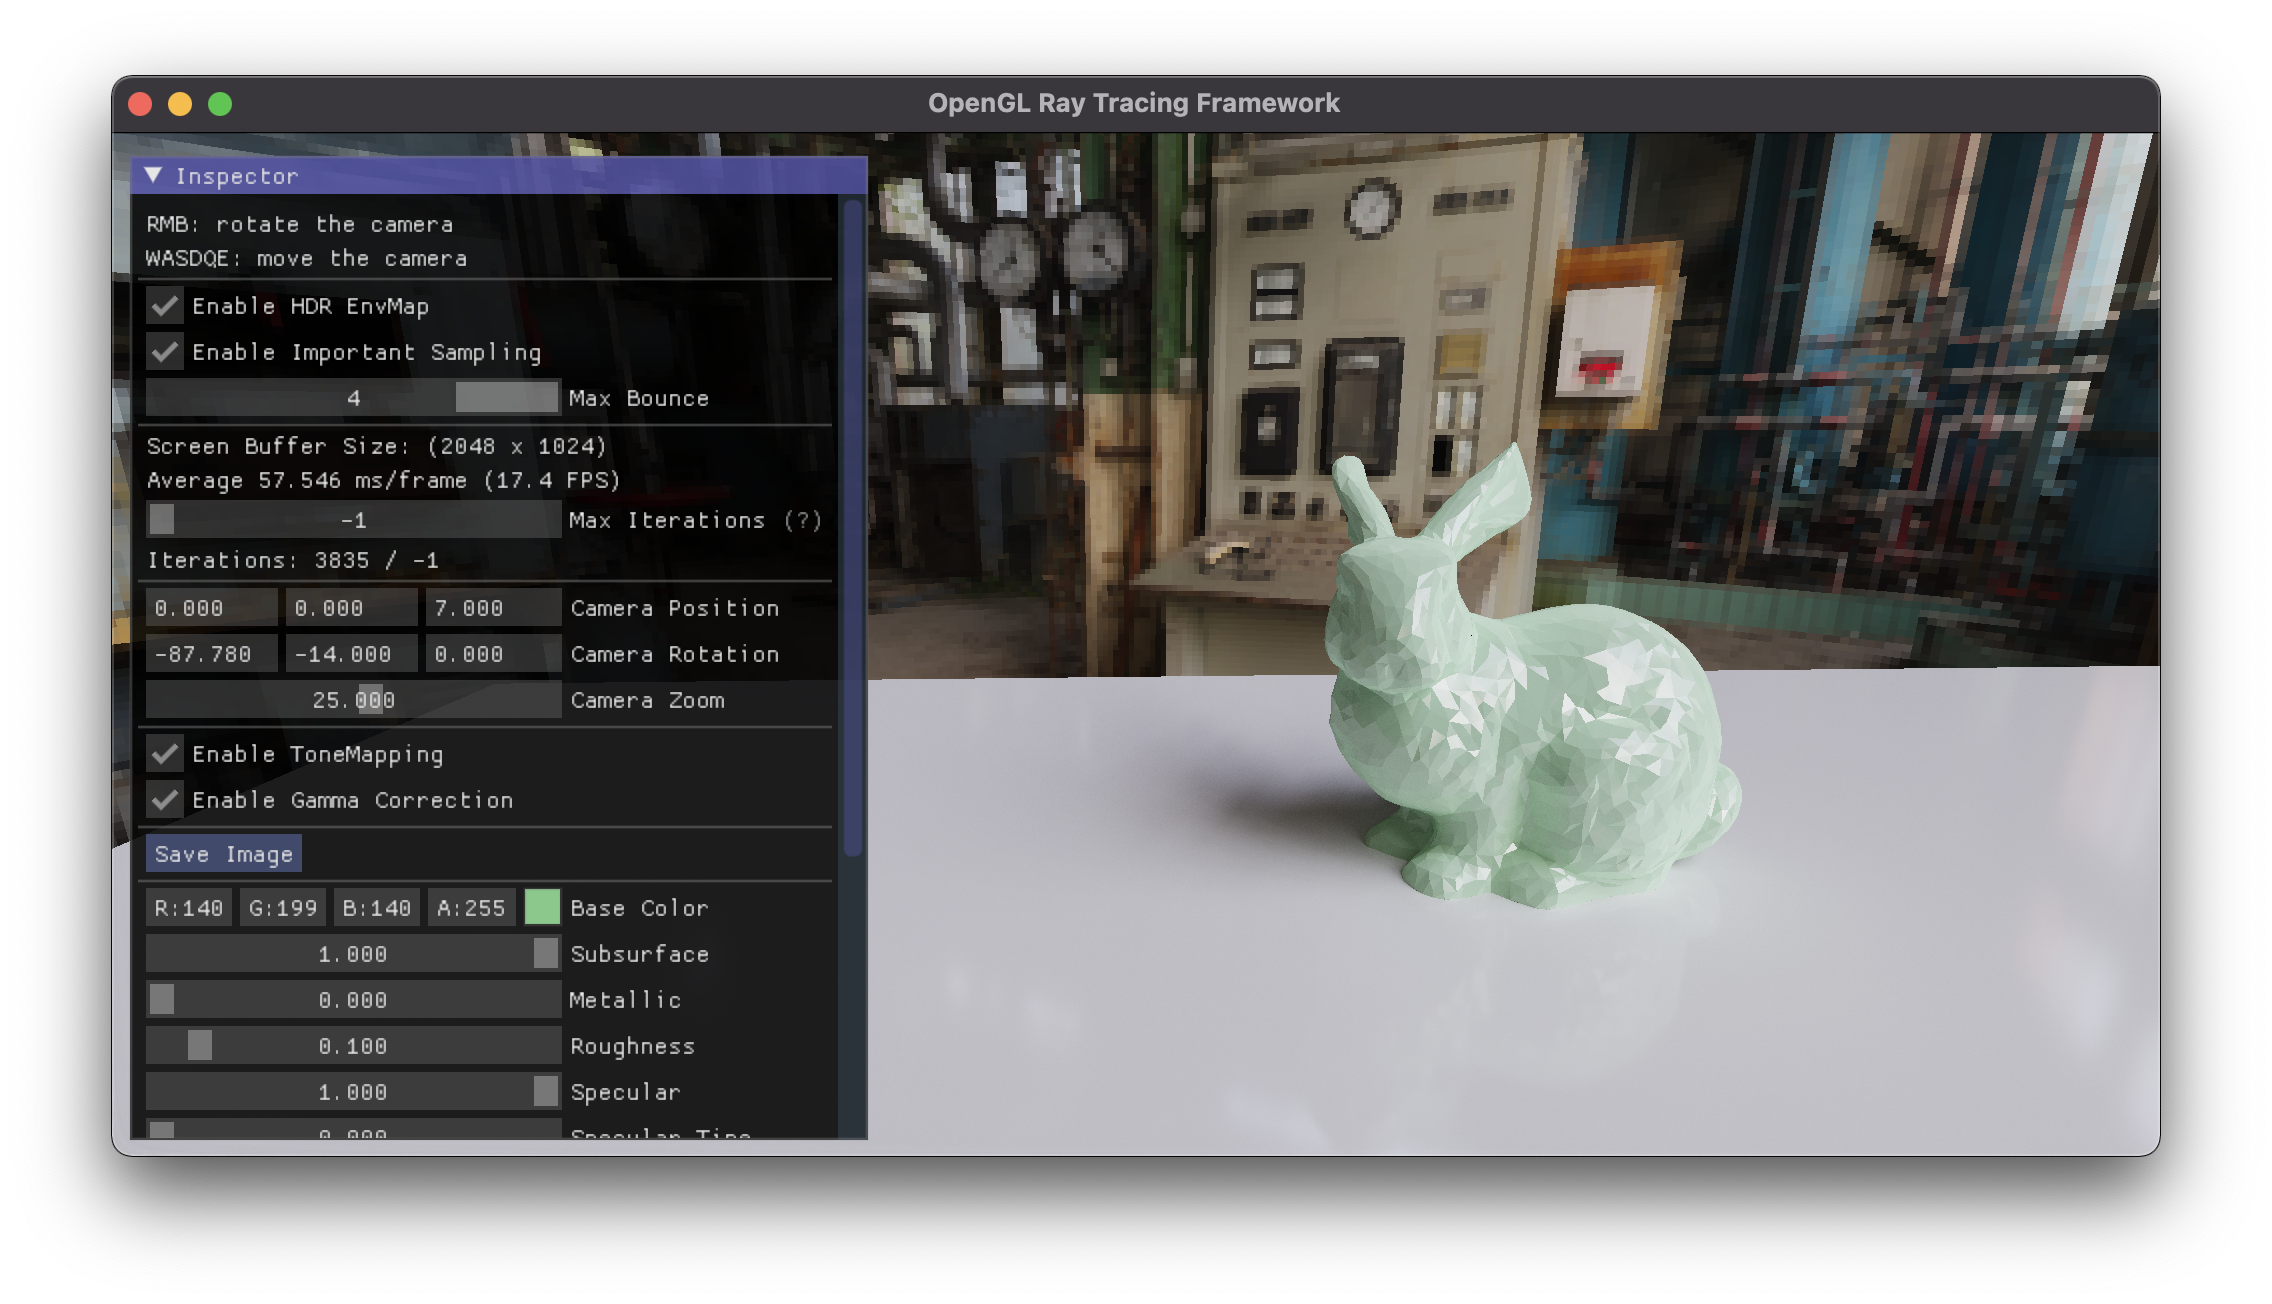 OpenGL Ray Tracing Framework
Inspector
RMB: rotate the camera
WASDQE: move the camera
Enable HDR EnvMap
Enable Important Sampling
4 Max Bounce
Screen Buffer Size: (2048 x 1024)
Average 57.546 ms/frame (17.4 FPS)
-1 Max Iterations (?)
Iterations: 3835 / -1
0.000 0.000 7.000 Camera Position
-87.780 -14.000 0.000 Camera Rotation
25.000 Camera Zoom
Enable ToneMapping
Enable Gamma Correction
Save Image
R:140 G:199 B:140 A:255 Base Color
1.000 Subsurface
0.000 Metallic
0.100 Roughness
1.000 Specular
0.000 Specular Tint